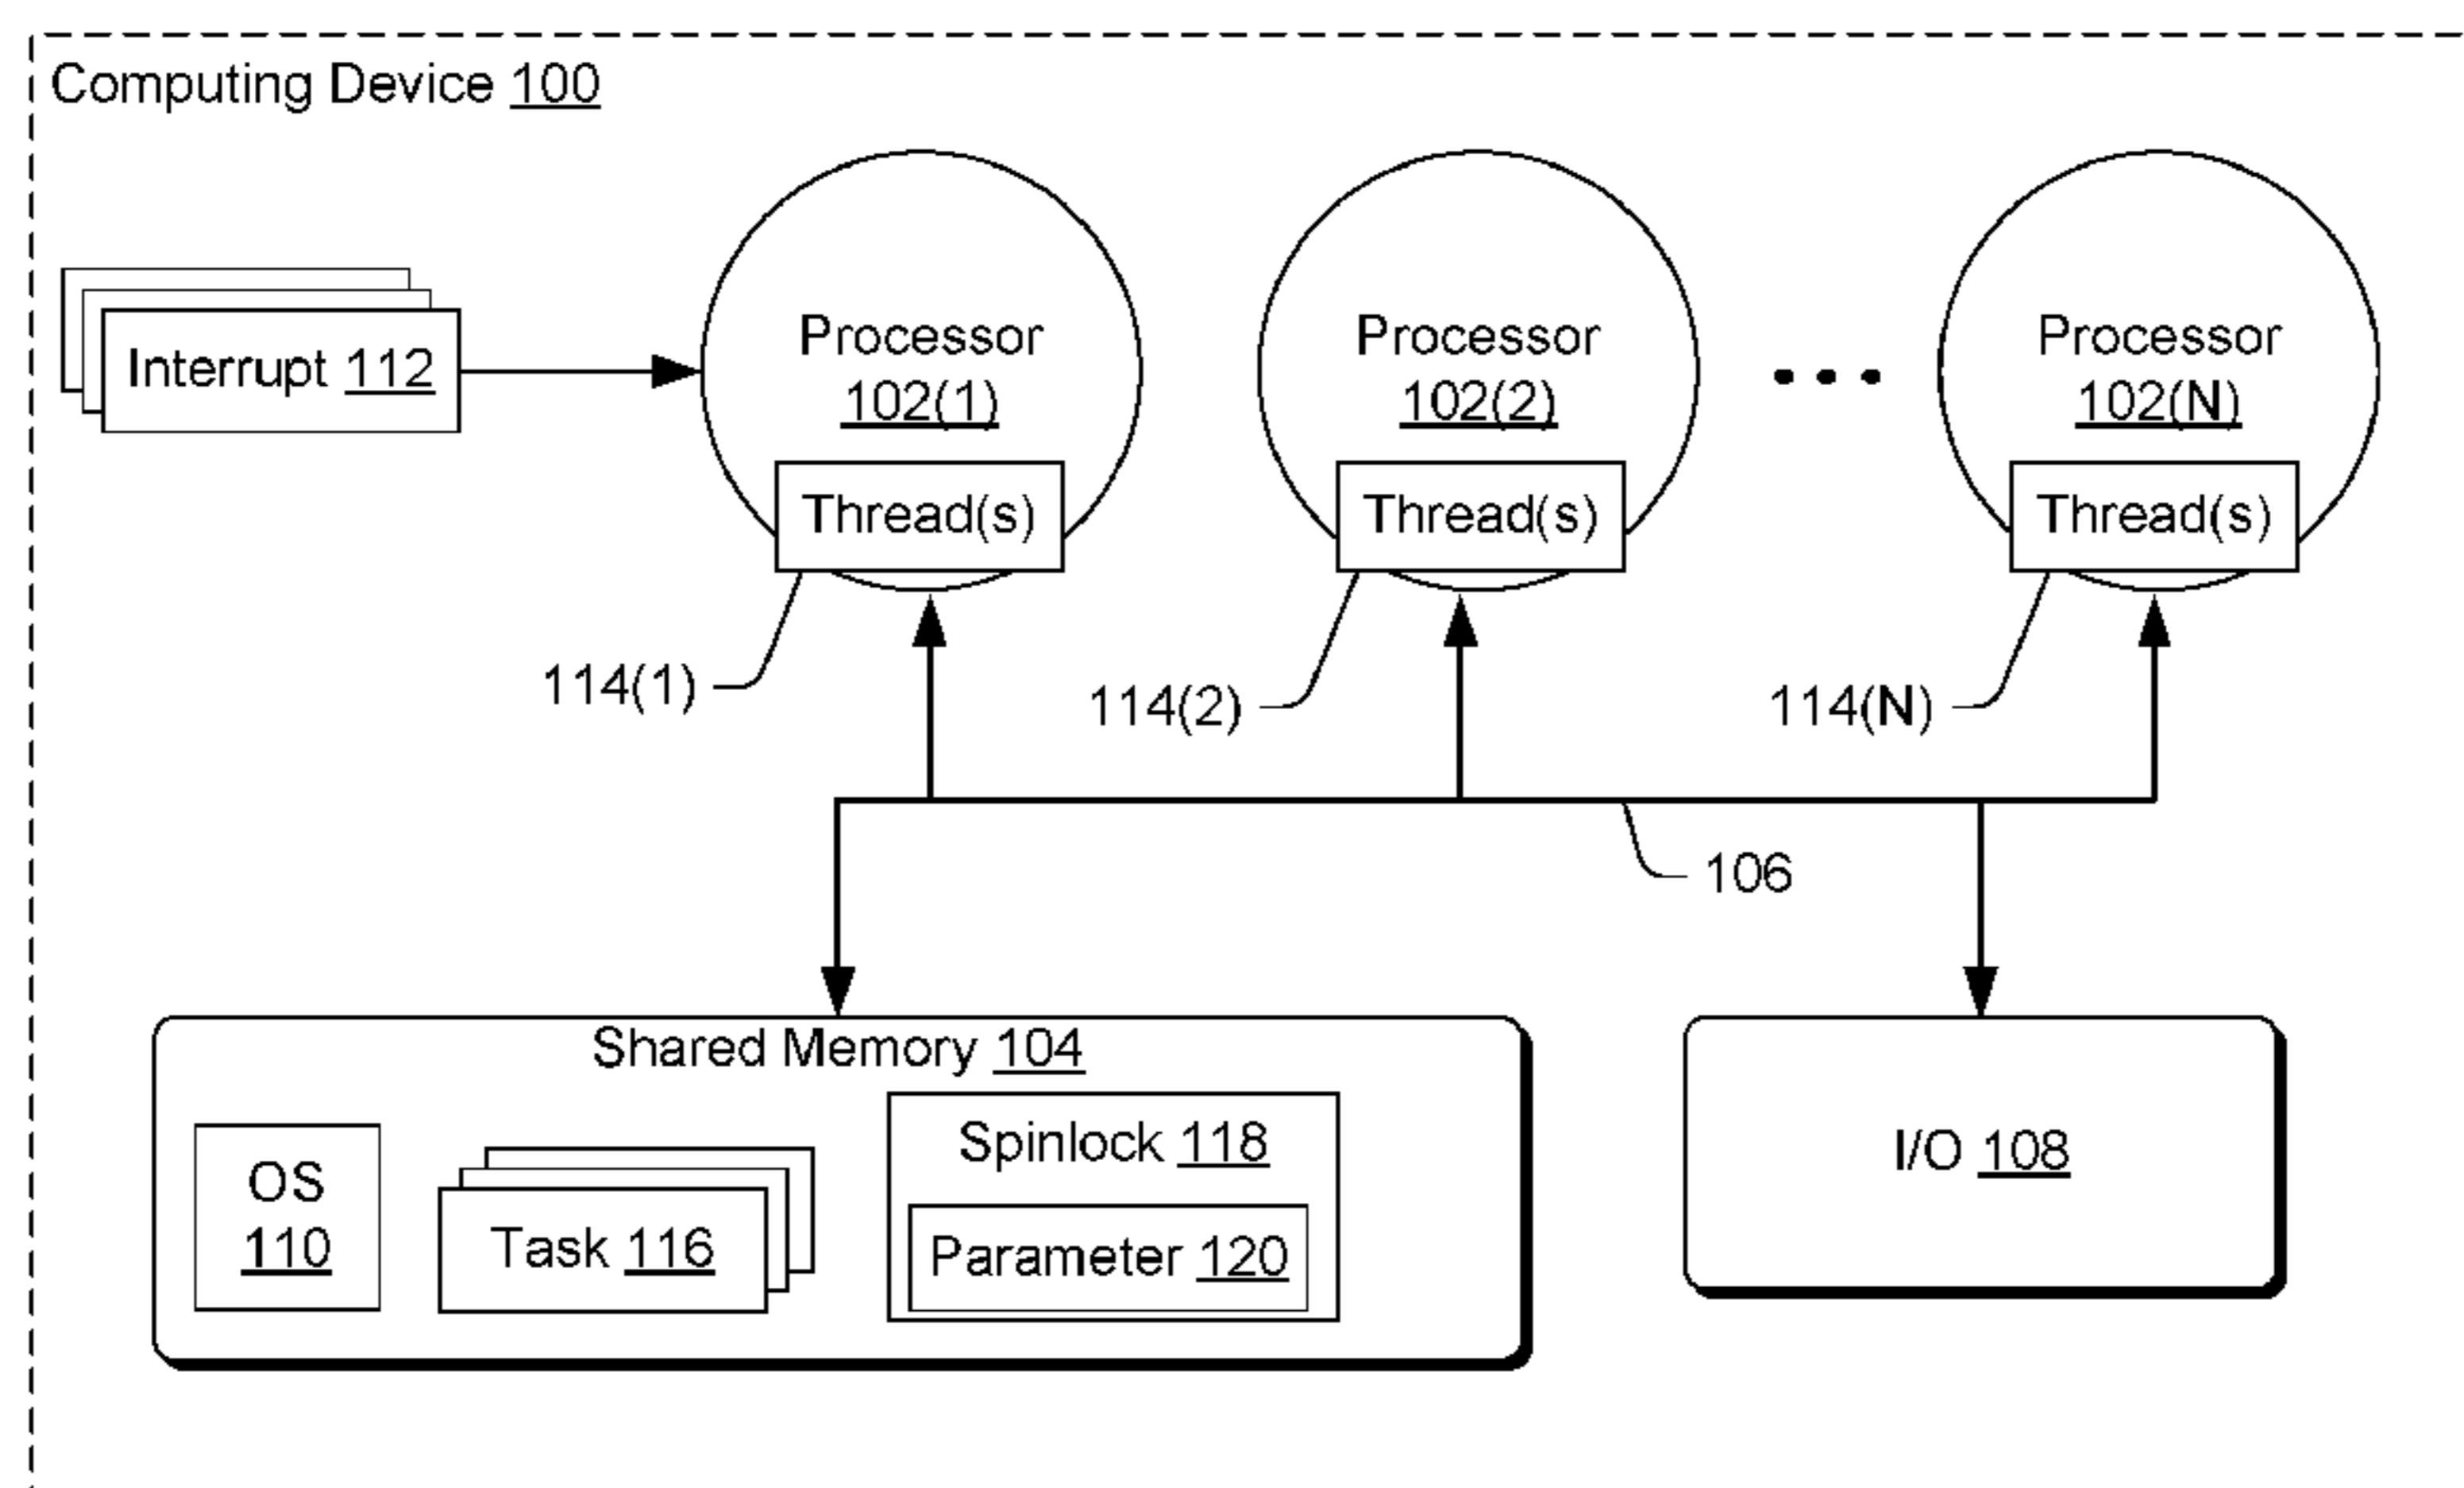 Computing Device 100
Interrupt 112
Processor
102(1)
Thread(s)
Processor
102(2)
Thread(s)
Processor
102(N)
Thread(s)
114(1)
114(2)
114(N)
106
Shared Memory 104
OS
110
Task 116
Spinlock 118
Parameter 120
I/O 108